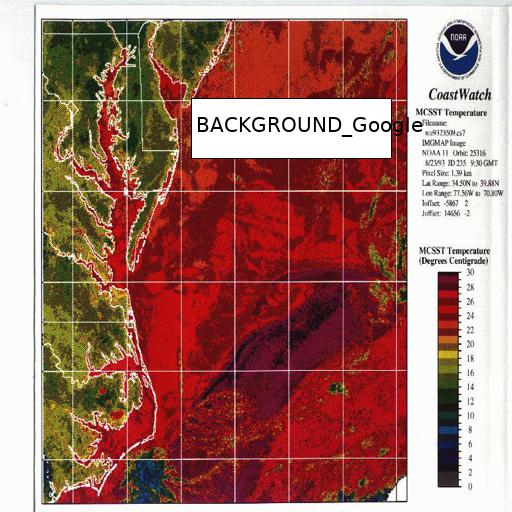 BACKGROUND_Google
NOAA
CoastWatch
MCSST Temperature
Filename:
IMGMAP Image
NOAA 11 Orbit: 25316
8/23/93 JD 235 9:30 GMT
Pixel Size: 1.39 km
Lat Range: 34.50N to 39.88N
Lon Range: 77.56W to 70.80W
Ioffset: -5867 2
Joffset: 14656 -2
MCSST Temperature
(Degrees Centigrade)
30
28
26
24
23
22
20
18
16
14
12
10
8
6
4
2
0